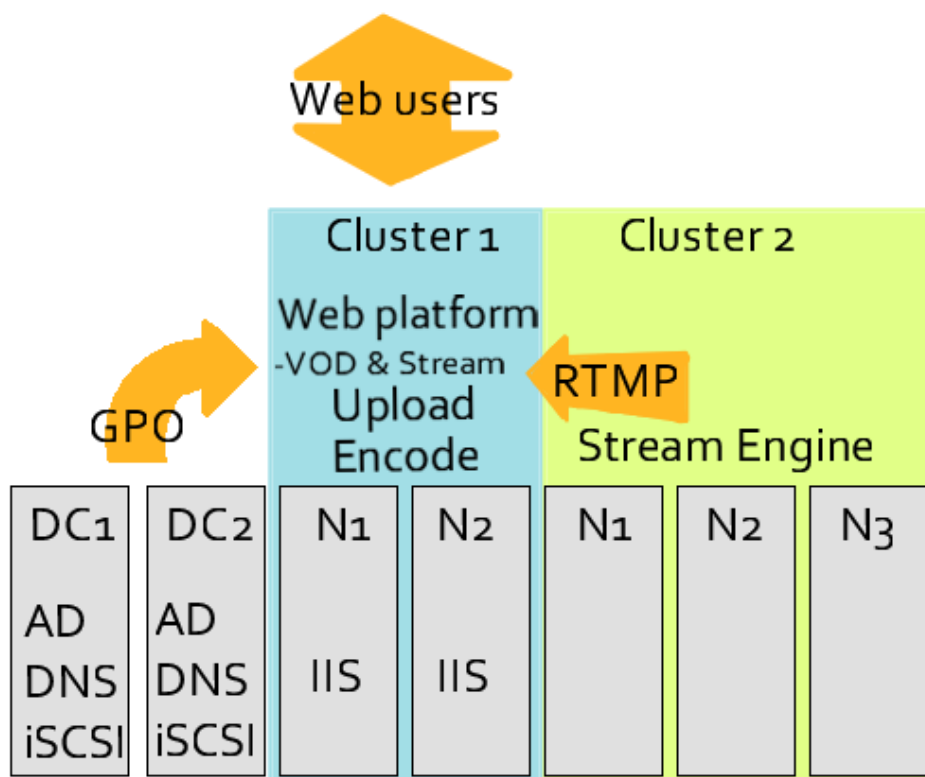 Web users
Cluster 1
Cluster 2
Web platform
-VOD & Stream
Upload
Encode
GPO
RTMP
Stream Engine
DC1
AD
DNS
iSCSI
DC2
AD
DNS
iSCSI
N1
IIS
N2
IIS
N1
N2
N3